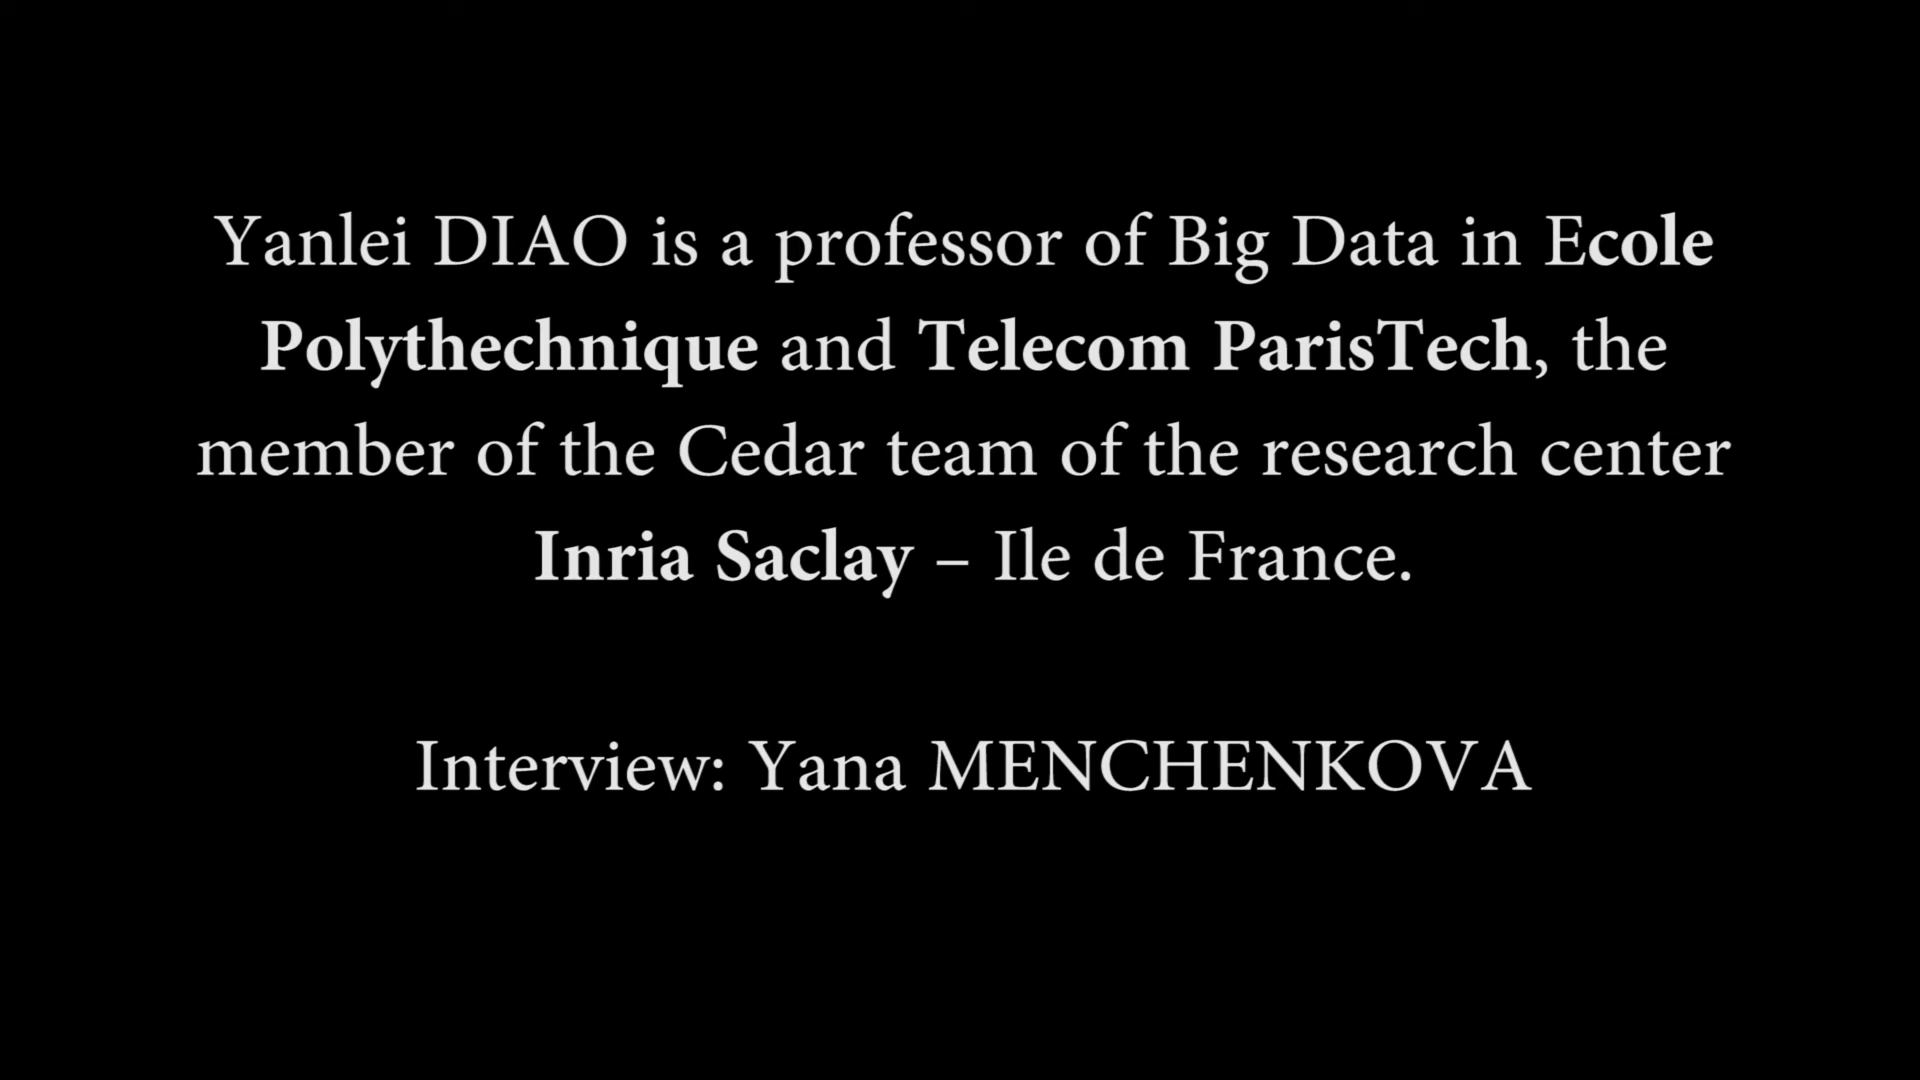 Yanlei DIAO is a professor of Big Data in Ecole
Polythechnique and Telecom ParisTech, the
member of the Cedar team of the research center
Inria Saclay – Ile de France.
Interview: Yana MENCHENKOVA